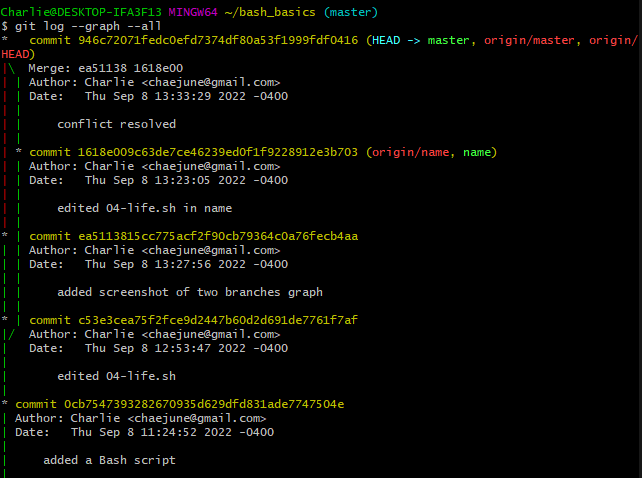 Charlie@DESKTOP-IFA3F13 MINGW64 ~/bash_basics (master)
$ git log --graph --all
*   commit 946c72071fedc0efd7374df80a53f1999fdf0416 (HEAD -> master, origin/master, origin/
HEAD)
|\  Merge: ea51138 1618e00
| | Author: Charlie <chaejune@gmail.com>
| | Date:   Thu Sep 8 13:33:29 2022 -0400
| |
| |     conflict resolved
| |
| * commit 1618e009c63de7ce46239ed0f1f9228912e3b703 (origin/name, name)
| | Author: Charlie <chaejune@gmail.com>
| | Date:   Thu Sep 8 13:23:05 2022 -0400
| |
| |     edited 04-life.sh in name
| |
* | commit ea5113815cc775acf2f90cb79364c0a76fecb4aa
| | Author: Charlie <chaejune@gmail.com>
| | Date:   Thu Sep 8 13:27:56 2022 -0400
| |
| |     added screenshot of two branches graph
| |
* | commit c53e3cea75f2fce9d2447b60d2d691de7761f7af
|/  Author: Charlie <chaejune@gmail.com>
|   Date:   Thu Sep 8 12:53:47 2022 -0400
|
|       edited 04-life.sh
|
* commit 0cb7547393282670935d629dfd831ade7747504e
| Author: Charlie <chaejune@gmail.com>
| Date:   Thu Sep 8 11:24:52 2022 -0400
|
|     added a Bash script
|